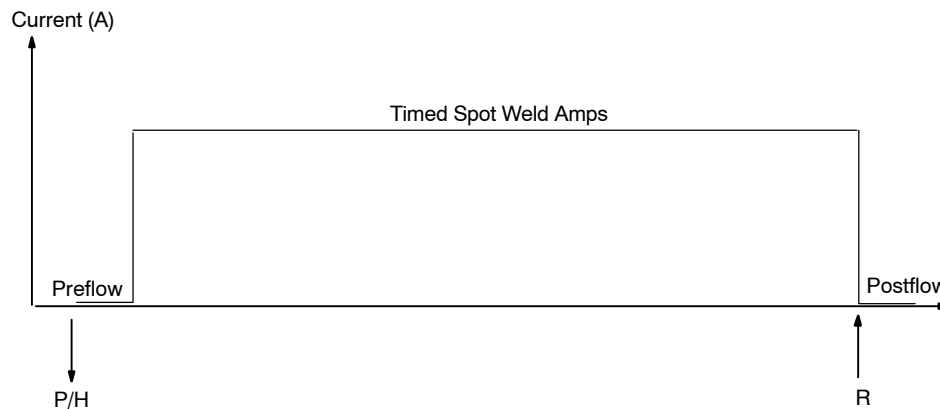 Current (A)
Timed Spot Weld Amps
Preflow
Postflow
P/H
R